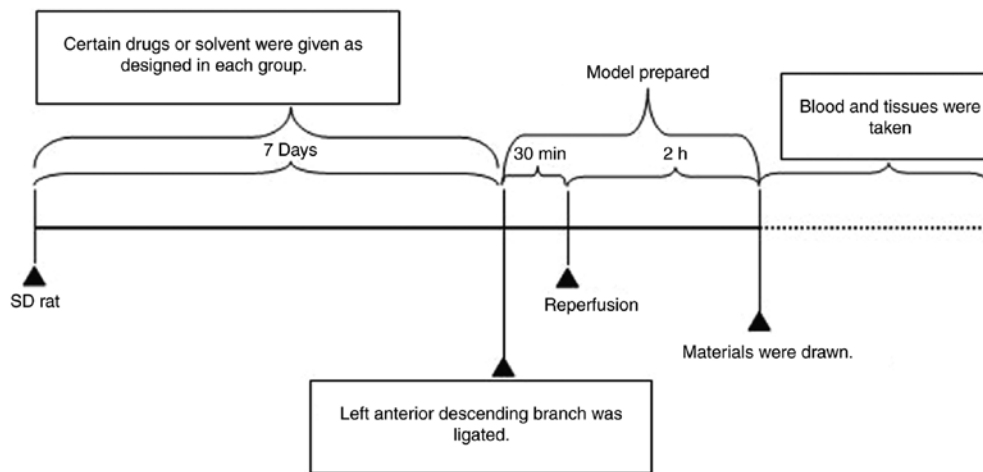 Certain drugs or solvent were given as
designed in each group.
Model prepared
Blood and tissues were
taken
7 Days
30 min
2 h
SD rat
Reperfusion
Materials were drawn.
Left anterior descending branch was
ligated.